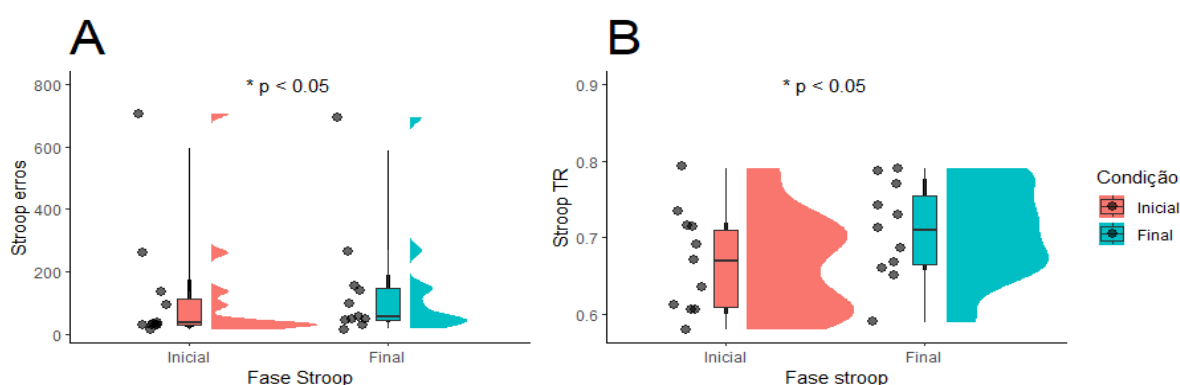 A
* p < 0.05
Stroop erros
800
600
400
200
0
Inicial
Final
Fase Stroop
B
* p < 0.05
Stroop TR
0.9
0.8
0.7
0.6
Inicial
Final
Fase stroop
Condição
Inicial
Final